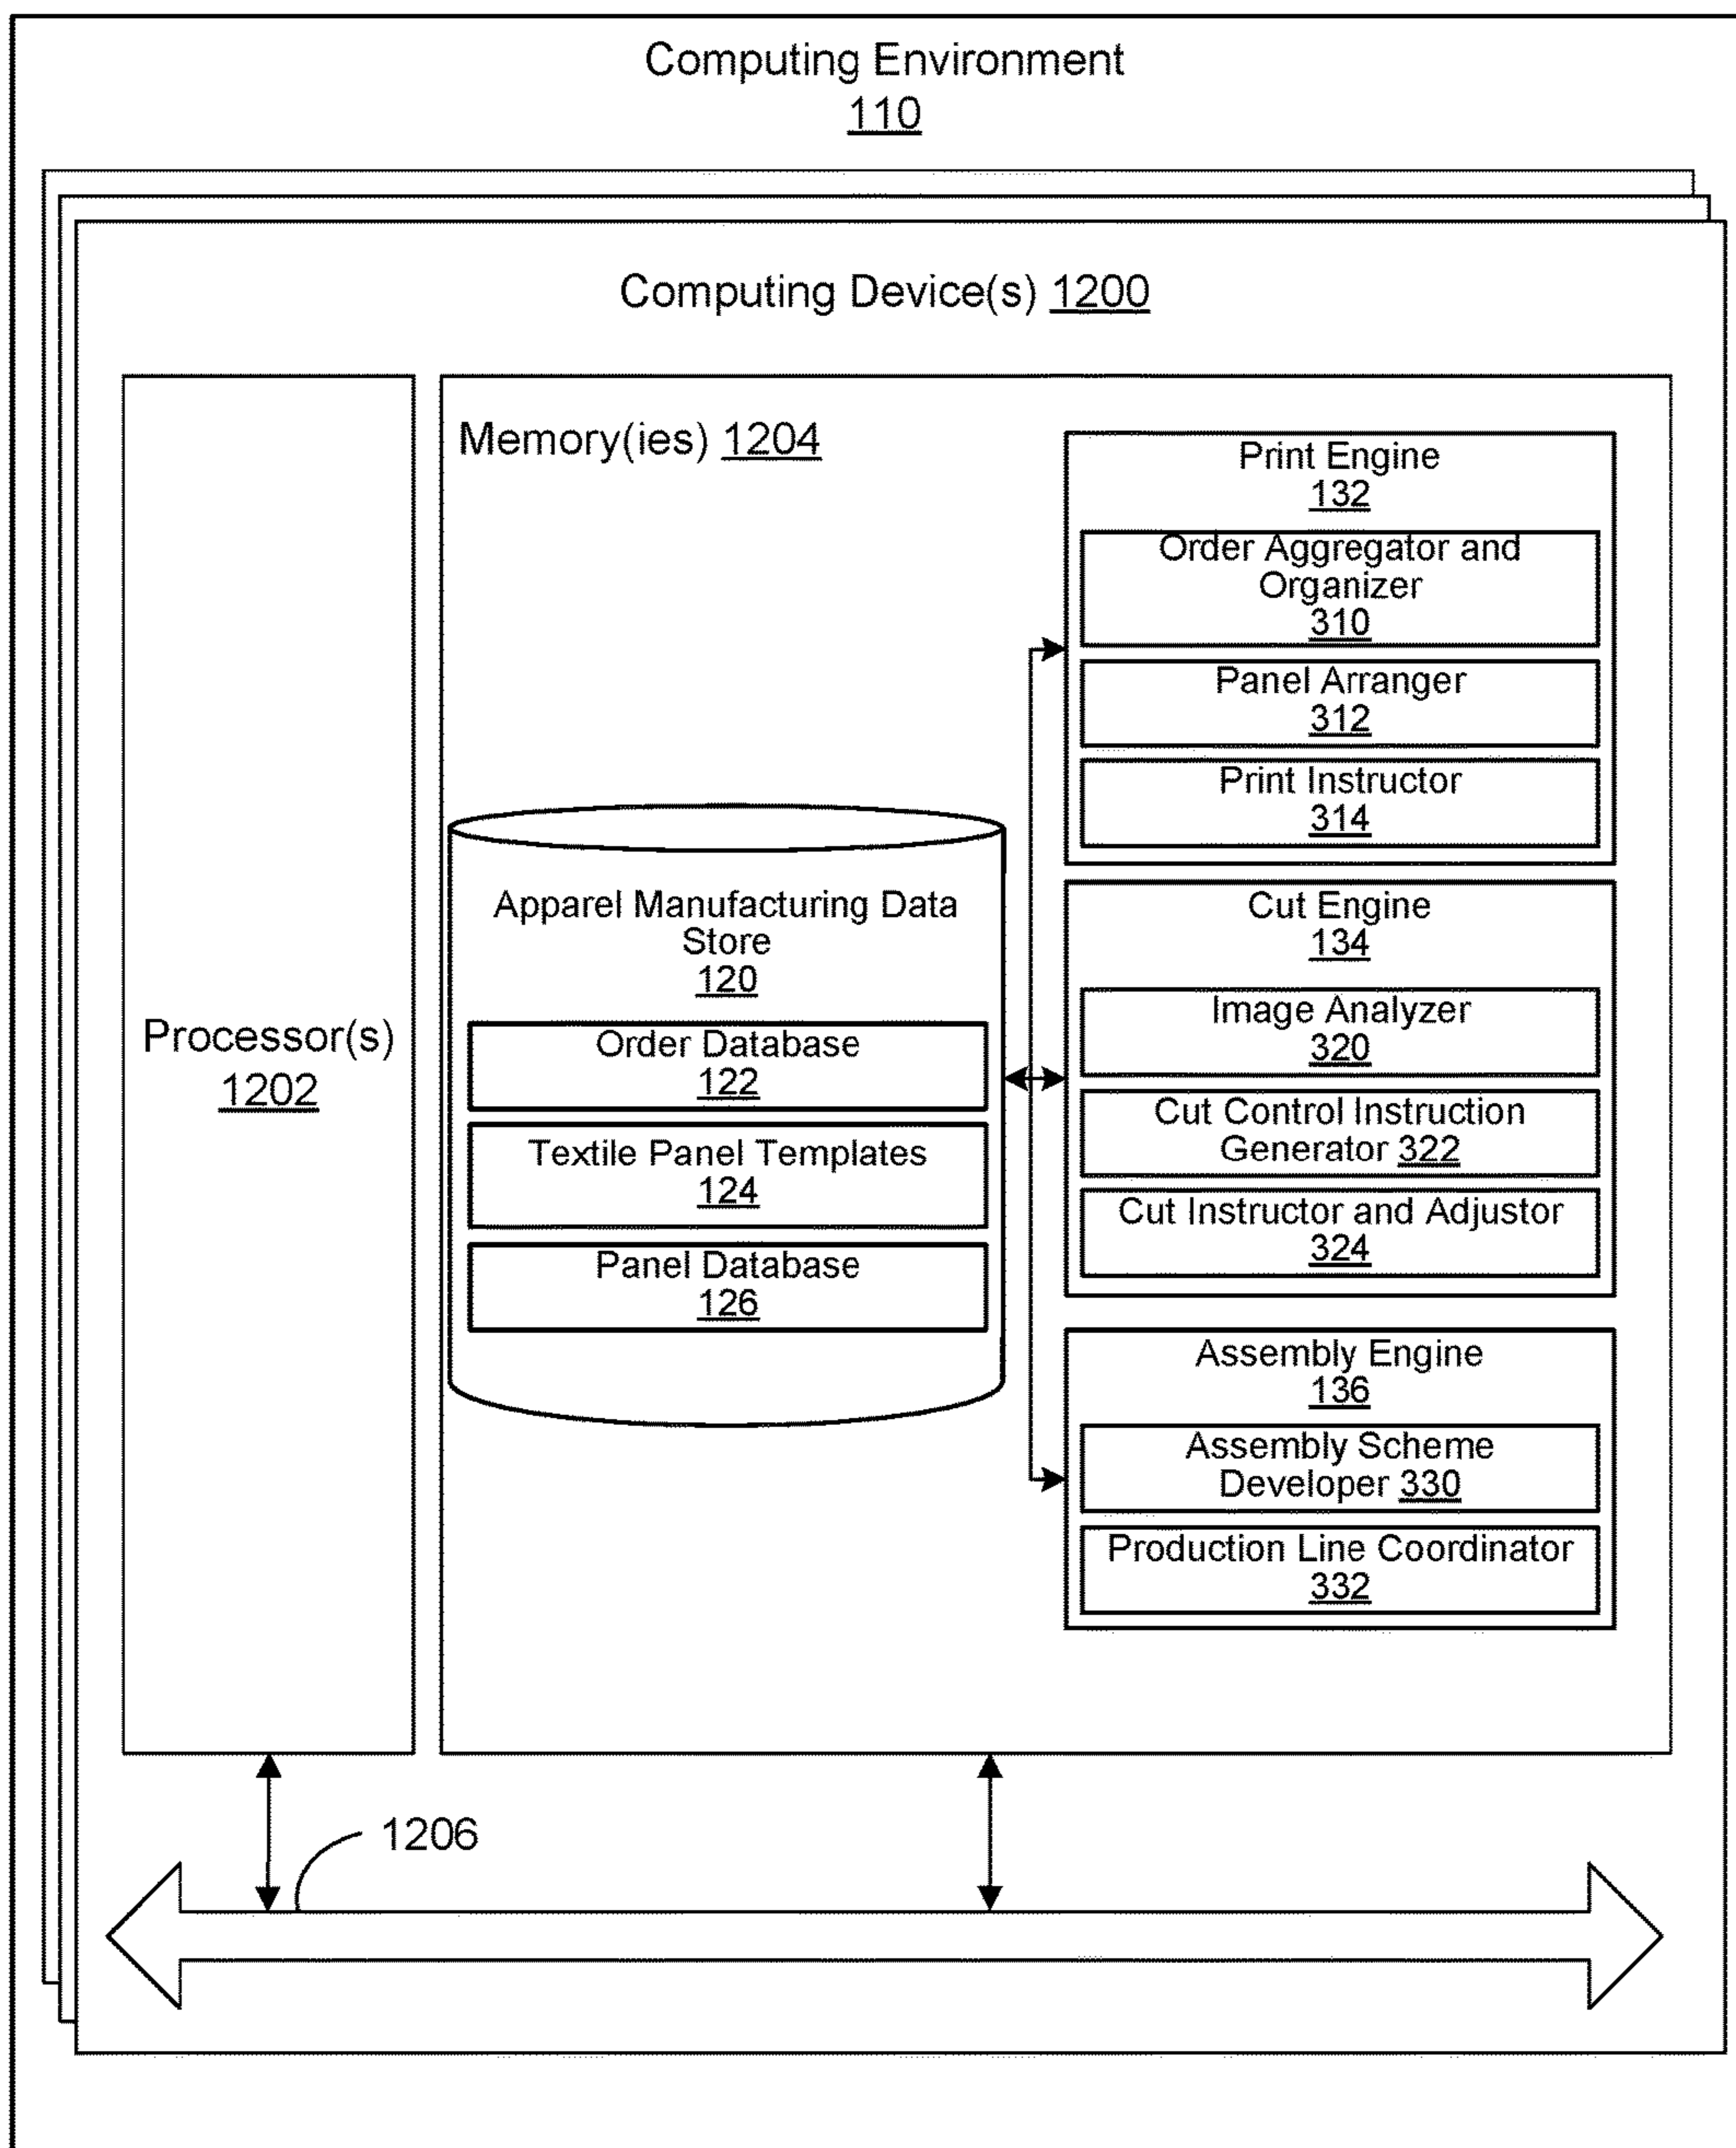 Computing Environment
110
Computing Device(s) 1200
Processor(s)
1202
Memory(ies) 1204
Apparel Manufacturing Data
Store
120
Order Database
122
Textile Panel Templates
124
Panel Database
126
Print Engine
132
Order Aggregator and
Organizer
310
Panel Arranger
312
Print Instructor
314
Cut Engine
134
Image Analyzer
320
Cut Control Instruction
Generator 322
Cut Instructor and Adjustor
324
Assembly Engine
136
Assembly Scheme
Developer 330
Production Line Coordinator
332
1206